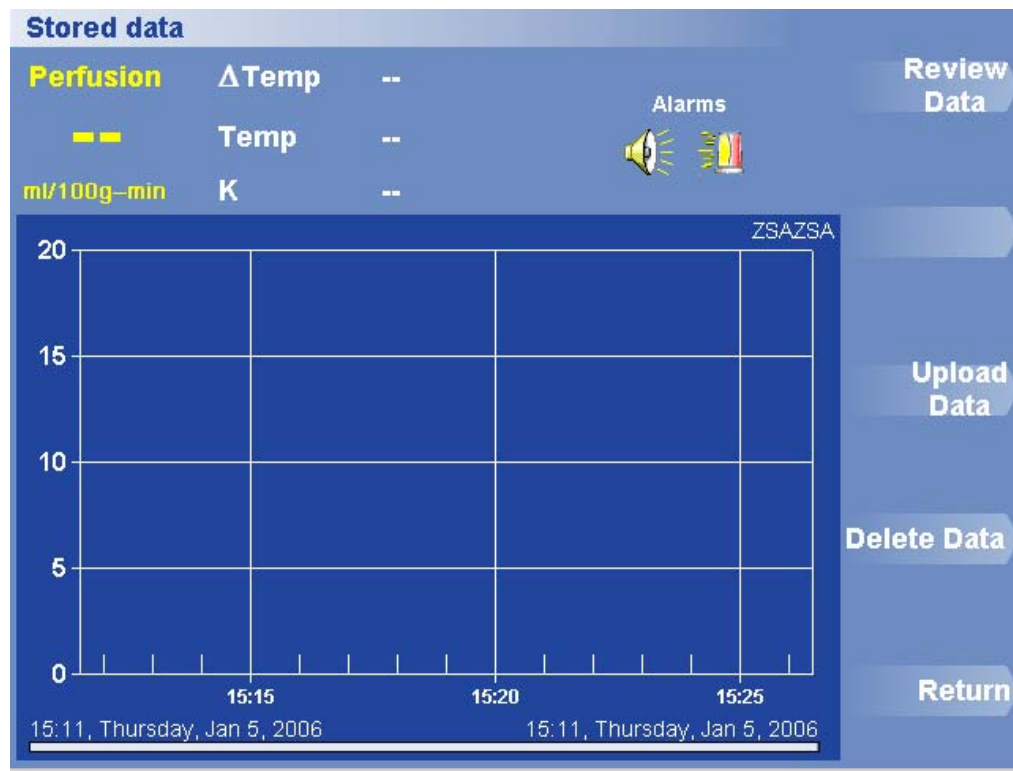 Stored data
Perfusion
--
ml/100g–min
ΔTemp --
Temp --
K --
Alarms
ZSAZSA
20
15
10
5
0
15:15 15:20 15:25
15:11, Thursday, Jan 5, 2006 15:11, Thursday, Jan 5, 2006
Review
Data
Upload
Data
Delete Data
Return